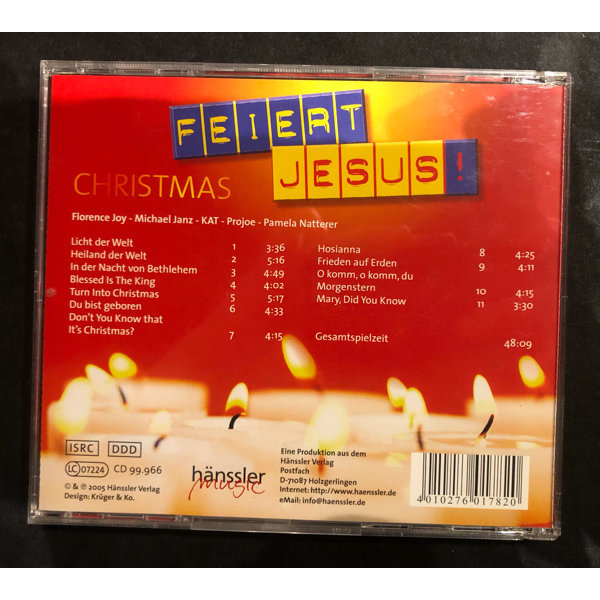 FEIERT
JESUS!
CHRISTMAS
Florence Joy - Michael Janz - KAT - Projoe - Pamela Natterer
Licht der Welt 1 3:36
Heiland der Welt 2 5:16
In der Nacht von Bethlehem 3 4:49
Blessed Is The King 4 4:02
Turn Into Christmas 5 5:17
Du bist geboren 6 4:33
Don't You Know that
It's Christmas? 7 4:15
Hosianna 8 4:25
Frieden auf Erden 9 4:11
O komm, o komm, du
Morgenstern 10 4:15
Mary, Did You Know 11 3:30
Gesamtspielzeit 48:09
ISRC DDD
LC 07224 CD 99.966
© & ℗ 2005 Hänssler Verlag
Design: Krüger & Ko.
hänssler
music
Eine Produktion aus dem
Hänssler Verlag
Postfach
D-71087 Holzgerlingen
Internet: http://www.haenssler.de
eMail: info@haenssler.de
4 010276 017820